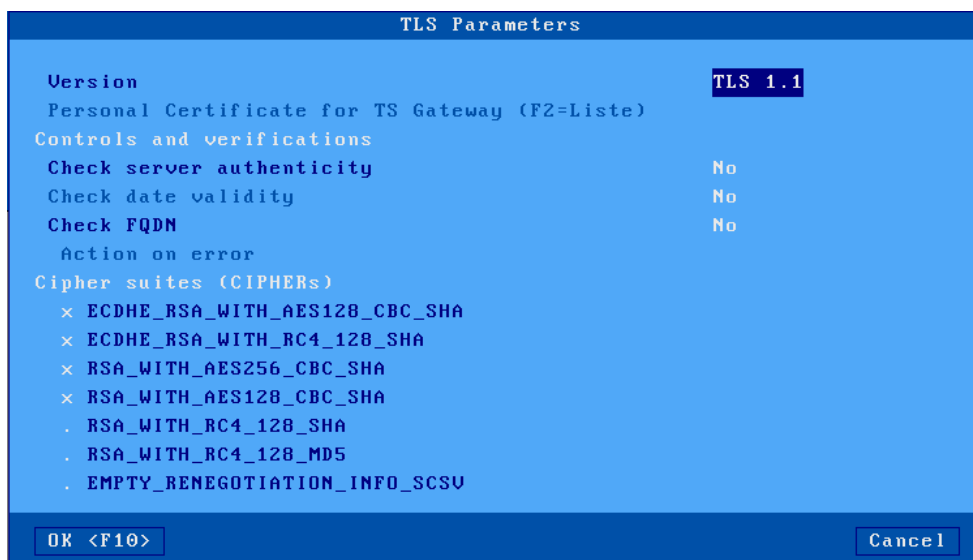 TLS Parameters
Version TLS 1.1
Personal Certificate for TS Gateway (F2=Liste)
Controls and verifications
Check server authenticity No
Check date validity No
Check FQDN No
Action on error
Cipher suites (CIPHERs)
x ECDHE_RSA_WITH_AES128_CBC_SHA
x ECDHE_RSA_WITH_RC4_128_SHA
x RSA_WITH_AES256_CBC_SHA
x RSA_WITH_AES128_CBC_SHA
. RSA_WITH_RC4_128_SHA
. RSA_WITH_RC4_128_MD5
. EMPTY_RENEGOTIATION_INFO_SCSV
OK <F10> Cancel